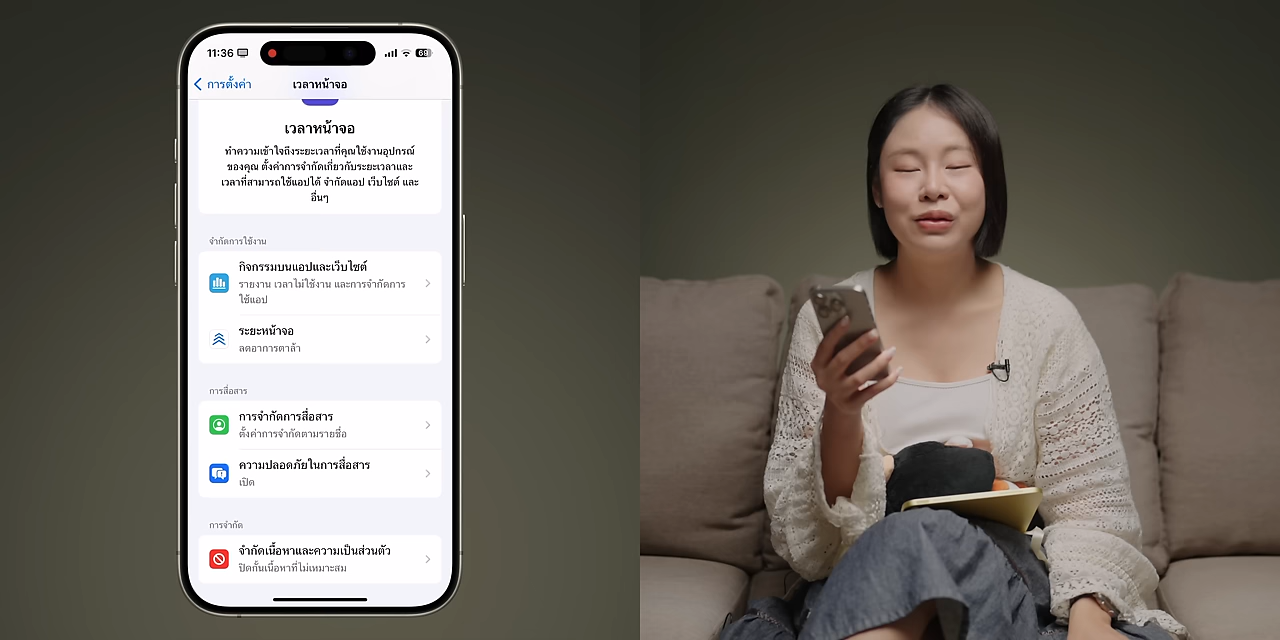 11:36
69
การตั้งค่า
เวลาหน้าจอ
เวลาหน้าจอ
ทำความเข้าใจถึงระยะเวลาที่คุณใช้งานอุปกรณ์
ของคุณ ตั้งค่าการจำกัดเกี่ยวกับระยะเวลาและ
เวลาที่สามารถใช้แอปได้ จำกัดแอป เว็บไซต์ และ
อื่นๆ
จำกัดการใช้งาน
กิจกรรมบนแอปและเว็บไซต์
รายงาน เวลาไม่ใช้งาน และการจำกัดการ
ใช้แอป
ระยะหน้าจอ
ลดอาการตาล้า
การสื่อสาร
การจำกัดการสื่อสาร
ตั้งค่าการจำกัดตามรายชื่อ
ความปลอดภัยในการสื่อสาร
เปิด
การจำกัด
จำกัดเนื้อหาและความเป็นส่วนตัว
ปิดกั้นเนื้อหาที่ไม่เหมาะสม